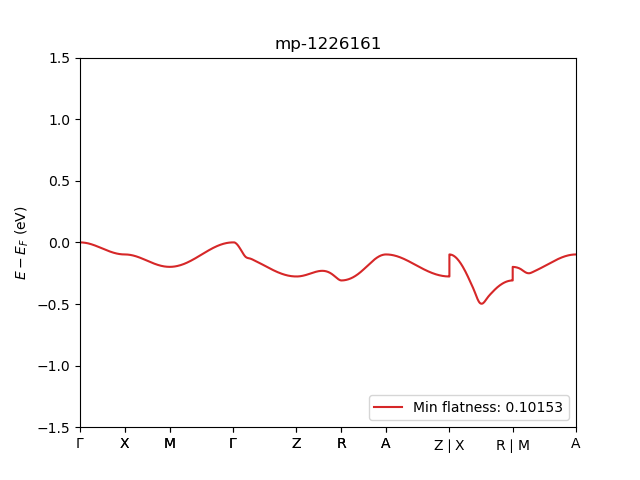 mp-1226161
1.5
1.0
0.5
0.0
−0.5
−1.0
−1.5
E − E_F (eV)
Min flatness: 0.10153
Γ X M Γ Z R A Z | X R | M A